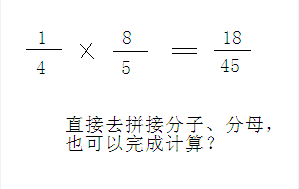 1/4 × 8/5 = 18/45
直接去拼接分子、分母，
也可以完成计算？